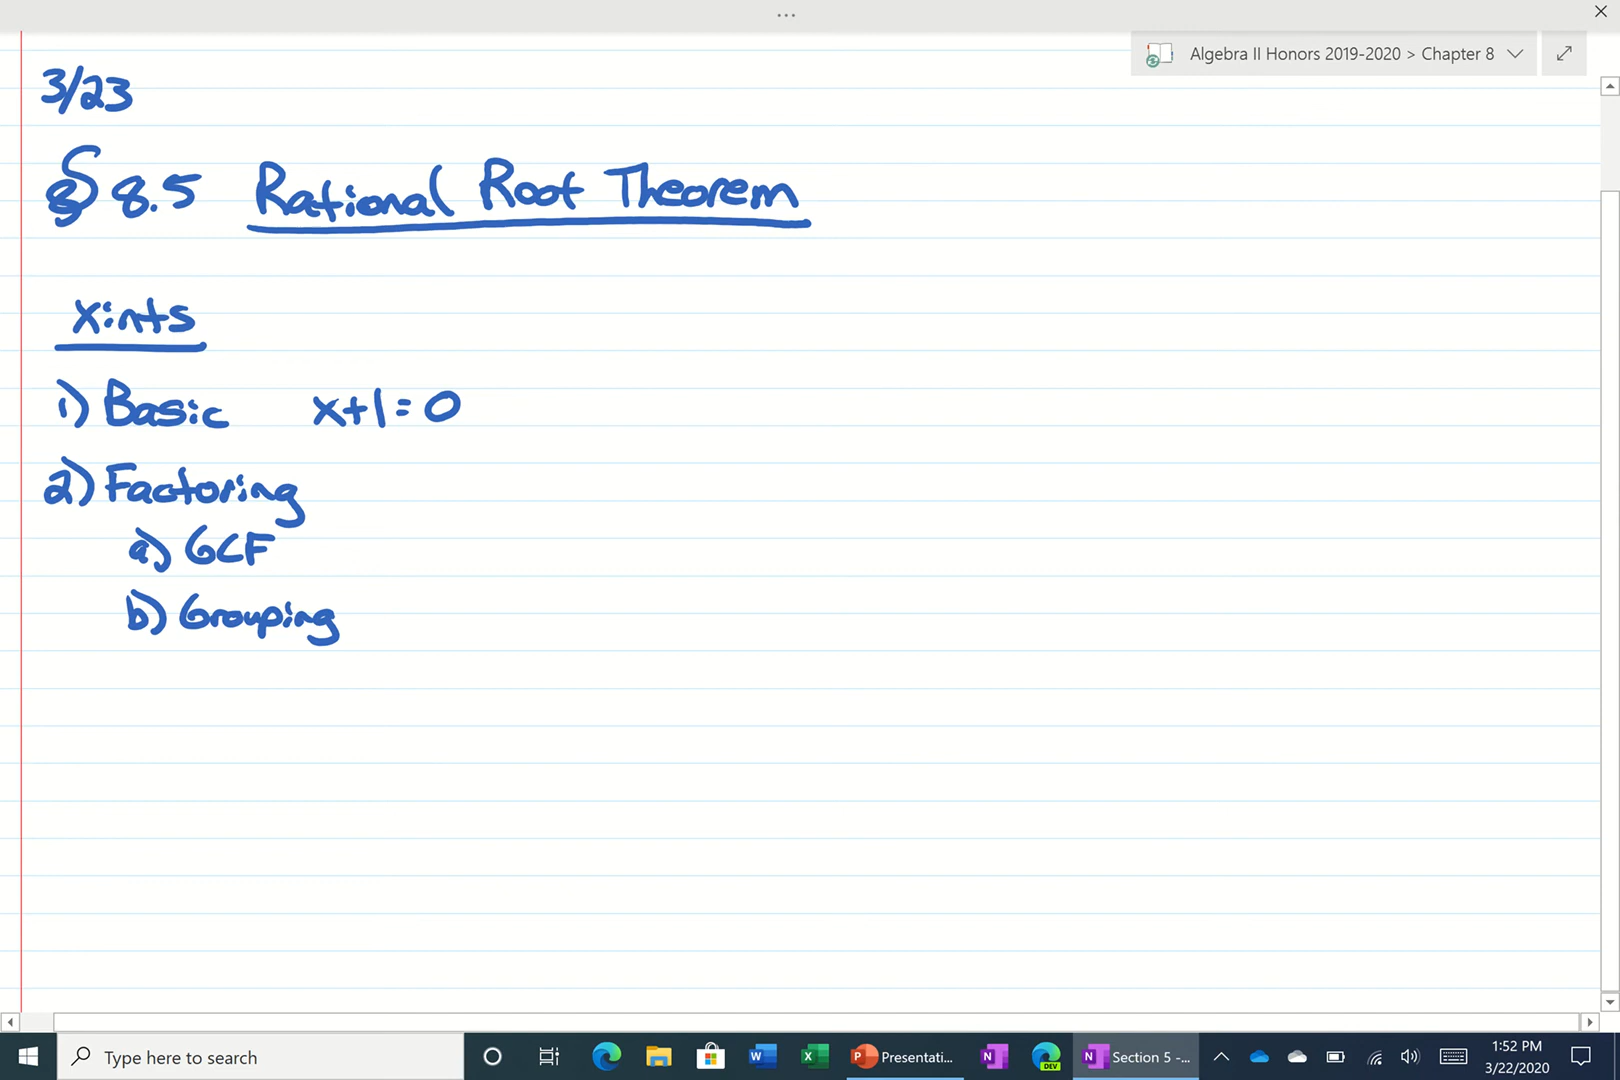 ...
Algebra II Honors 2019-2020 > Chapter 8
3/23
§ 8.5 Rational Root Theorem
x-ints
1) Basic x+1=0
2) Factoring
a) GCF
b) Grouping
Type here to search
Presentati...
DEV
Section 5 -...
1:52 PM
3/22/2020